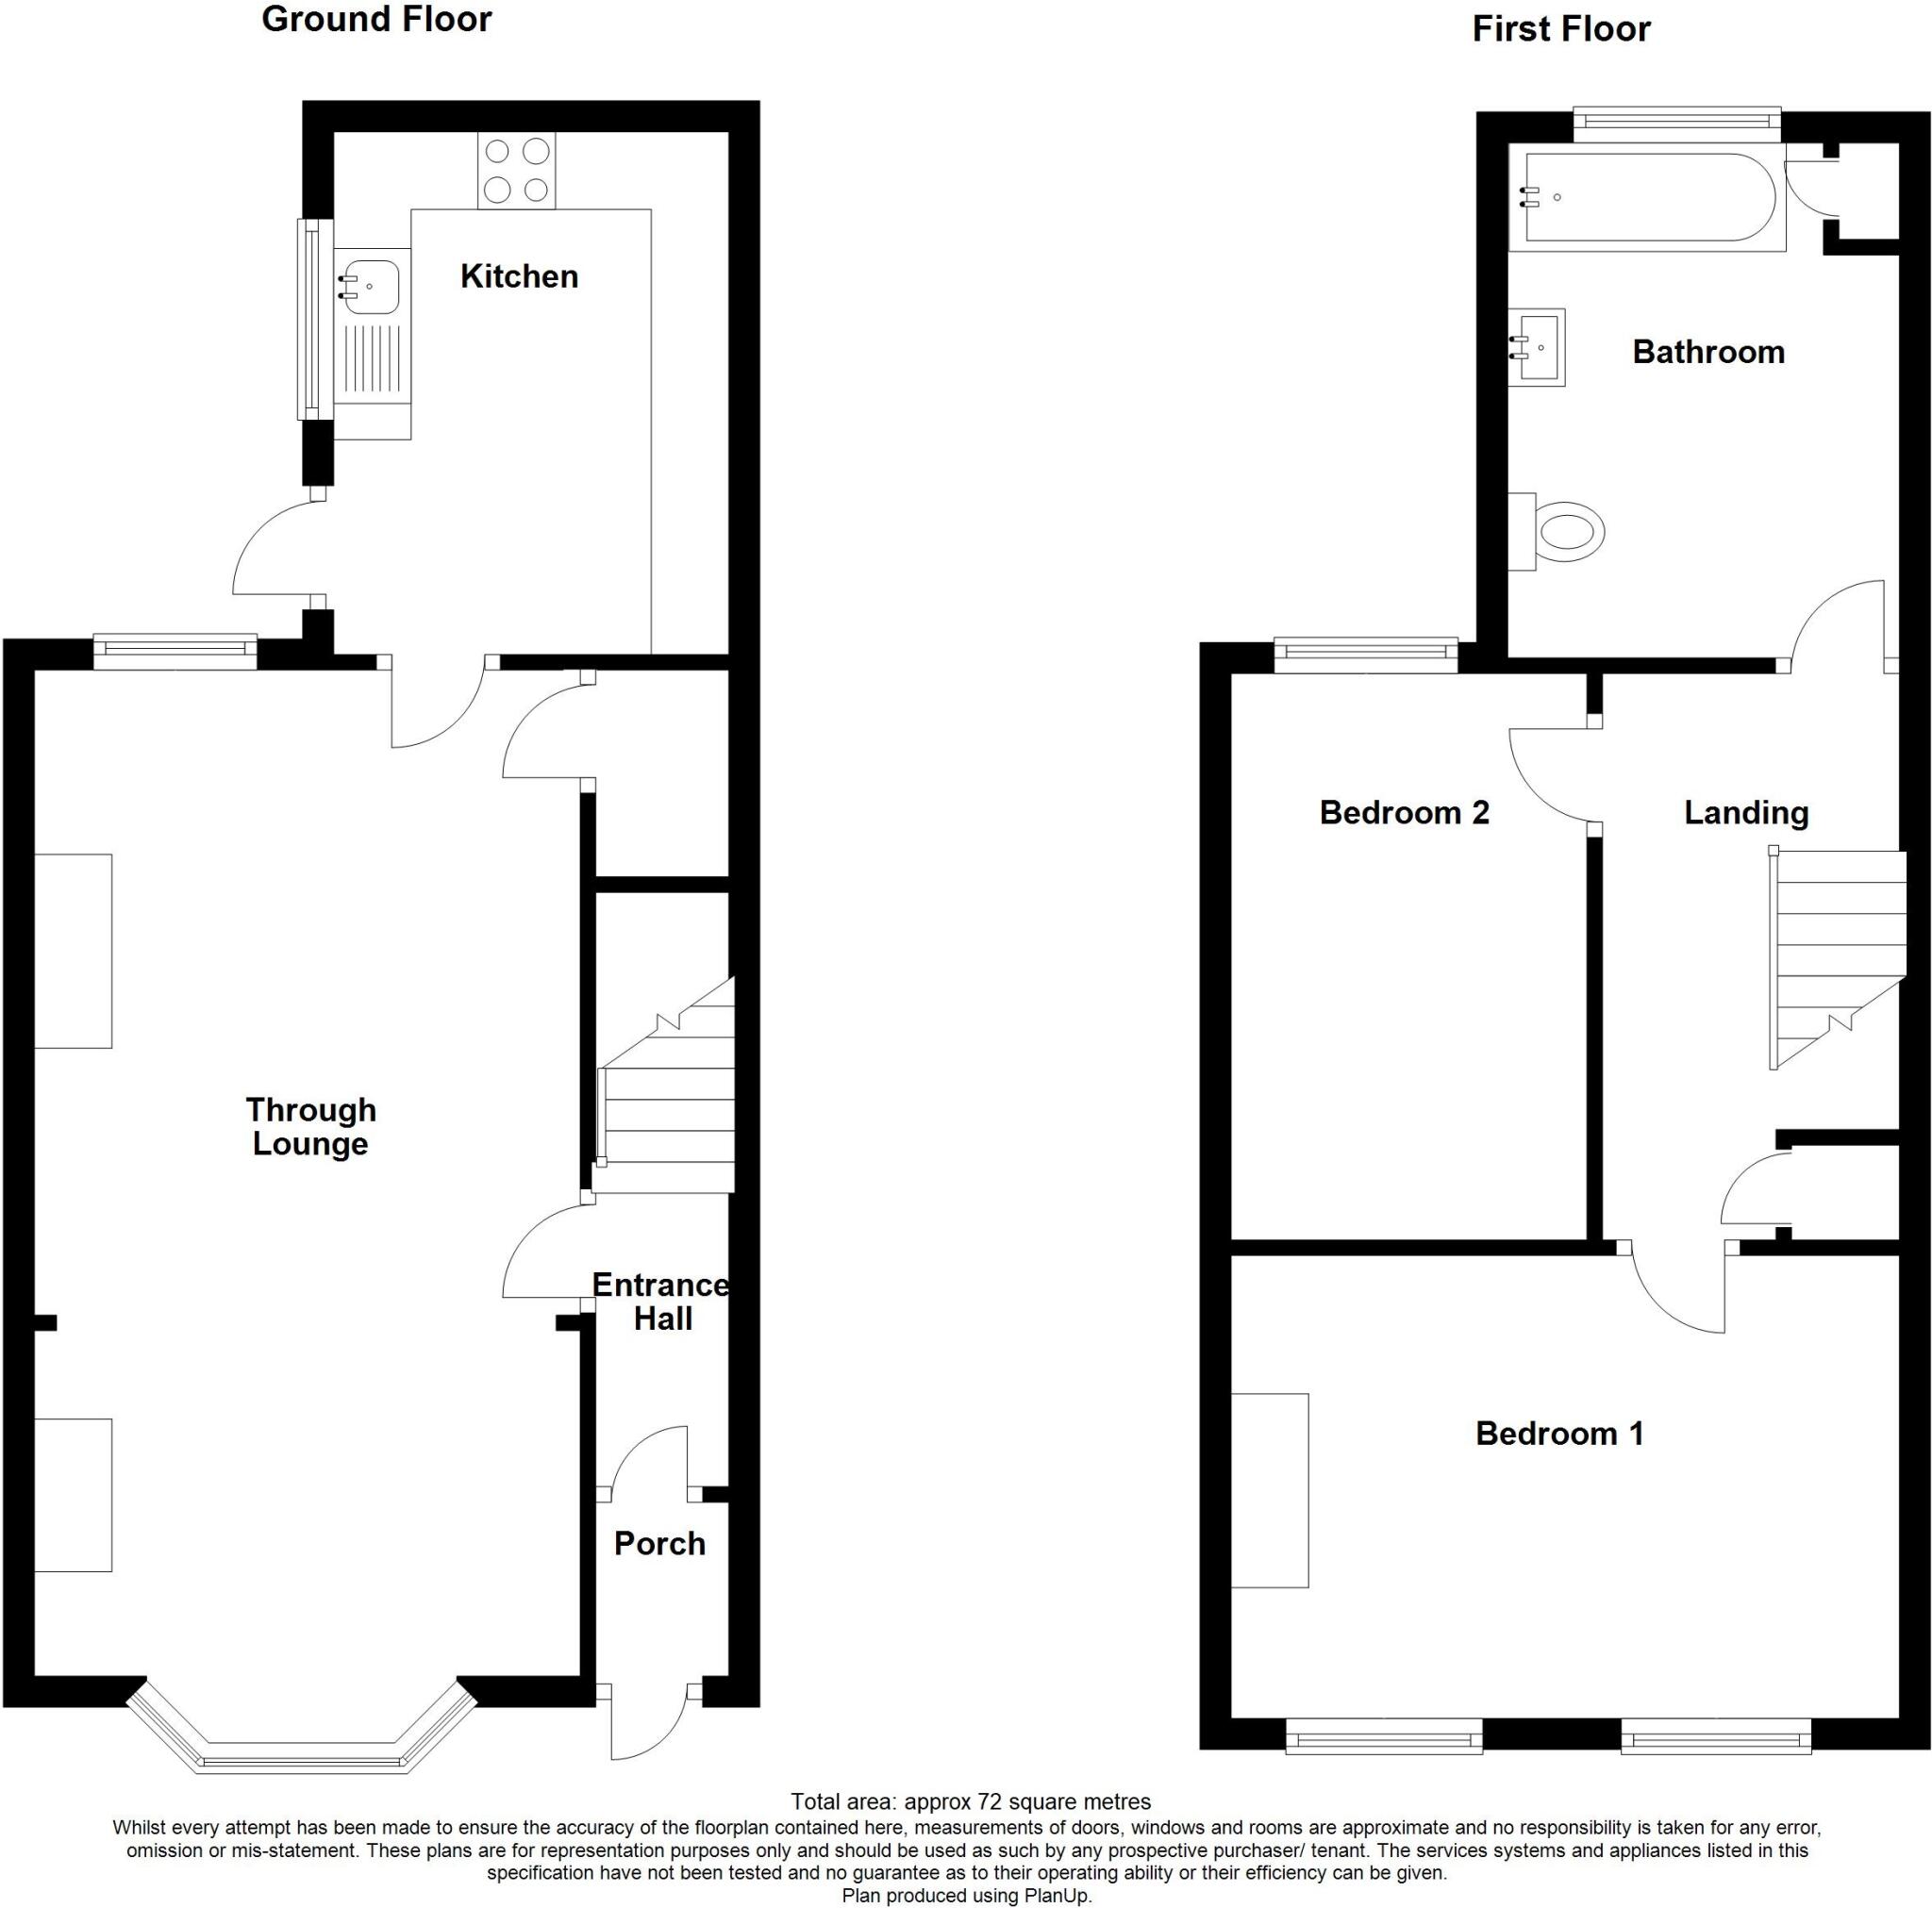 Ground Floor
First Floor
Kitchen
Bathroom
Bedroom 2
Landing
Through
Lounge
Entrance
Hall
Bedroom 1
Porch
Total area: approx 72 square metres
Whilst every attempt has been made to ensure the accuracy of the floorplan contained here, measurements of doors, windows and rooms are approximate and no responsibility is taken for any error,
omission or mis-statement. These plans are for representation purposes only and should be used as such by any prospective purchaser/ tenant. The services systems and appliances listed in this
specification have not been tested and no guarantee as to their operating ability or their efficiency can be given.
Plan produced using PlanUp.